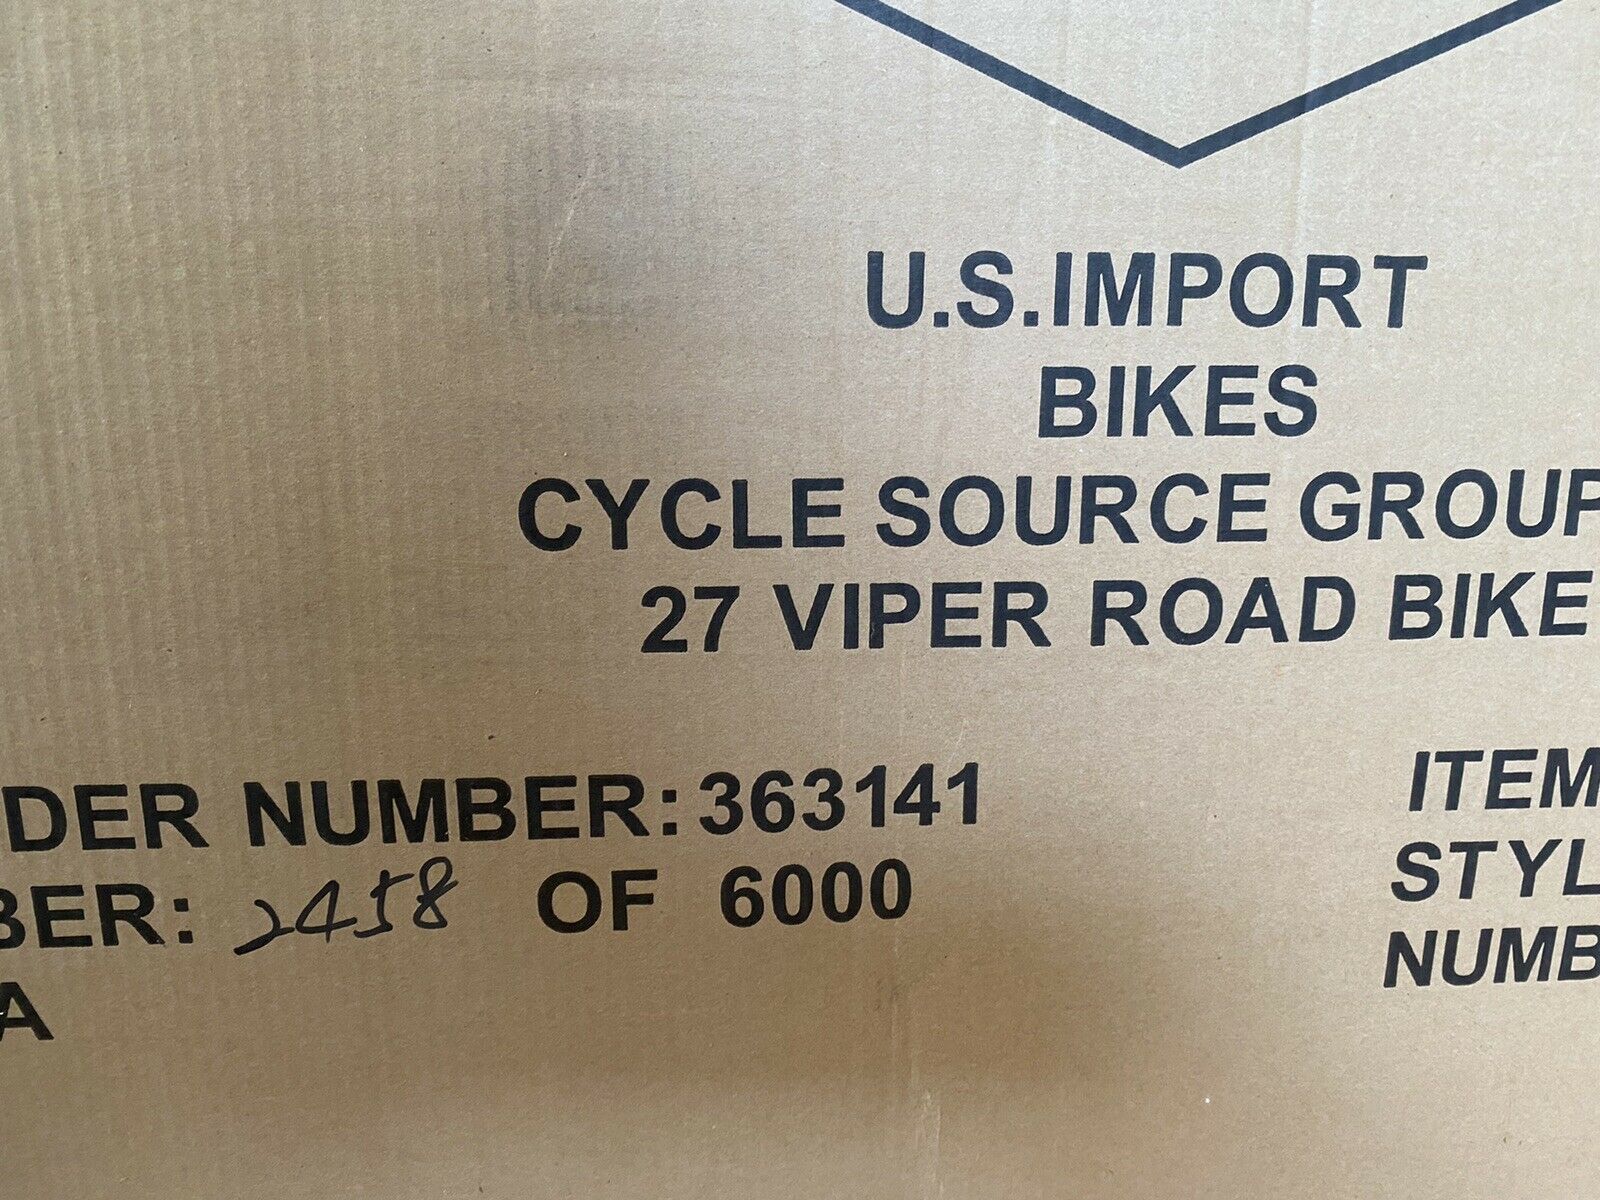 U.S.IMPORT
BIKES
CYCLE SOURCE GROUP
27 VIPER ROAD BIKE
DER NUMBER:363141
BER: 2458 OF 6000
A
ITEM
STYL
NUMB